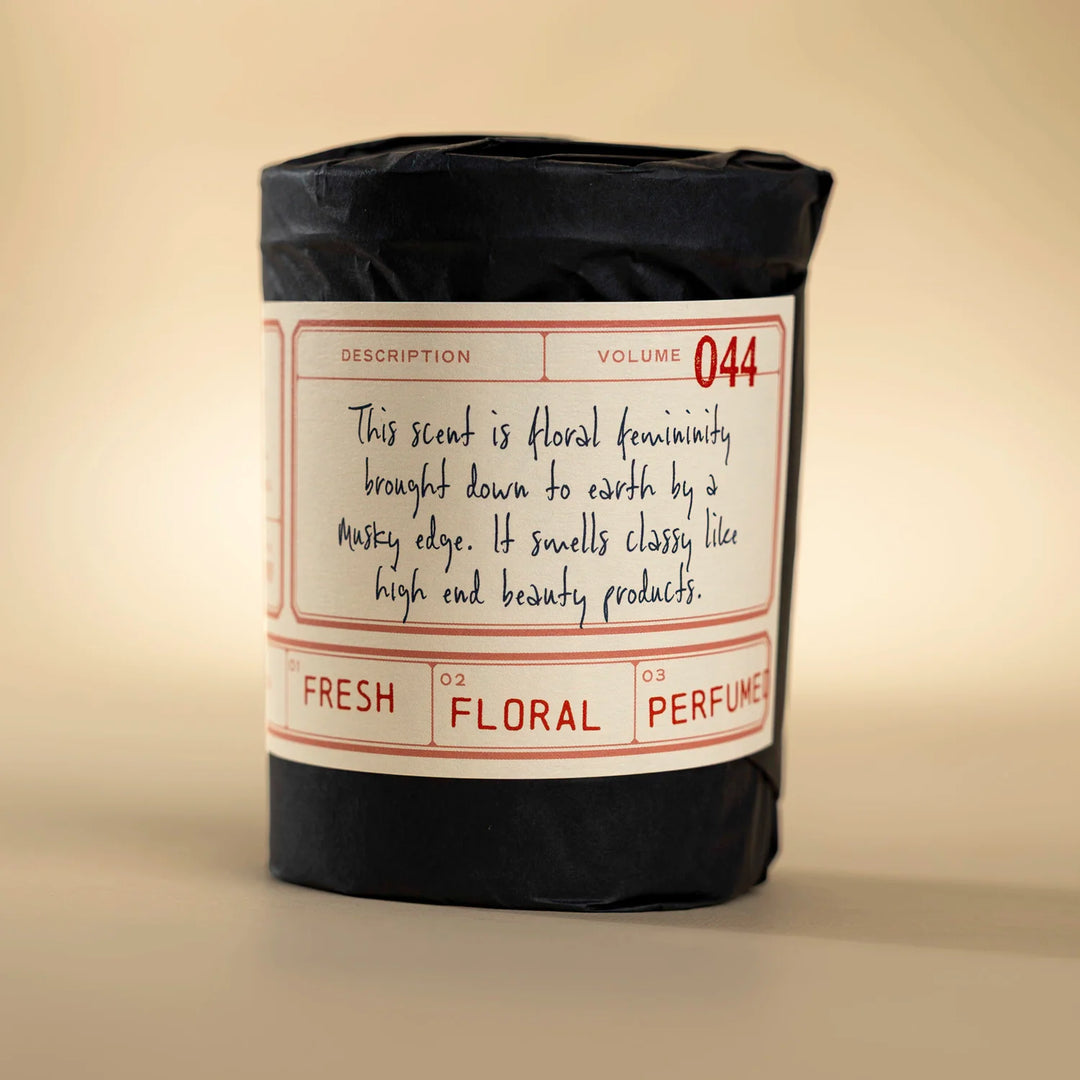 DESCRIPTION
VOLUME 044
This scent is floral femininity
brought down to earth by a
musky edge. It smells classy like
high end beauty products.
01 FRESH
02 FLORAL
03 PERFUMED